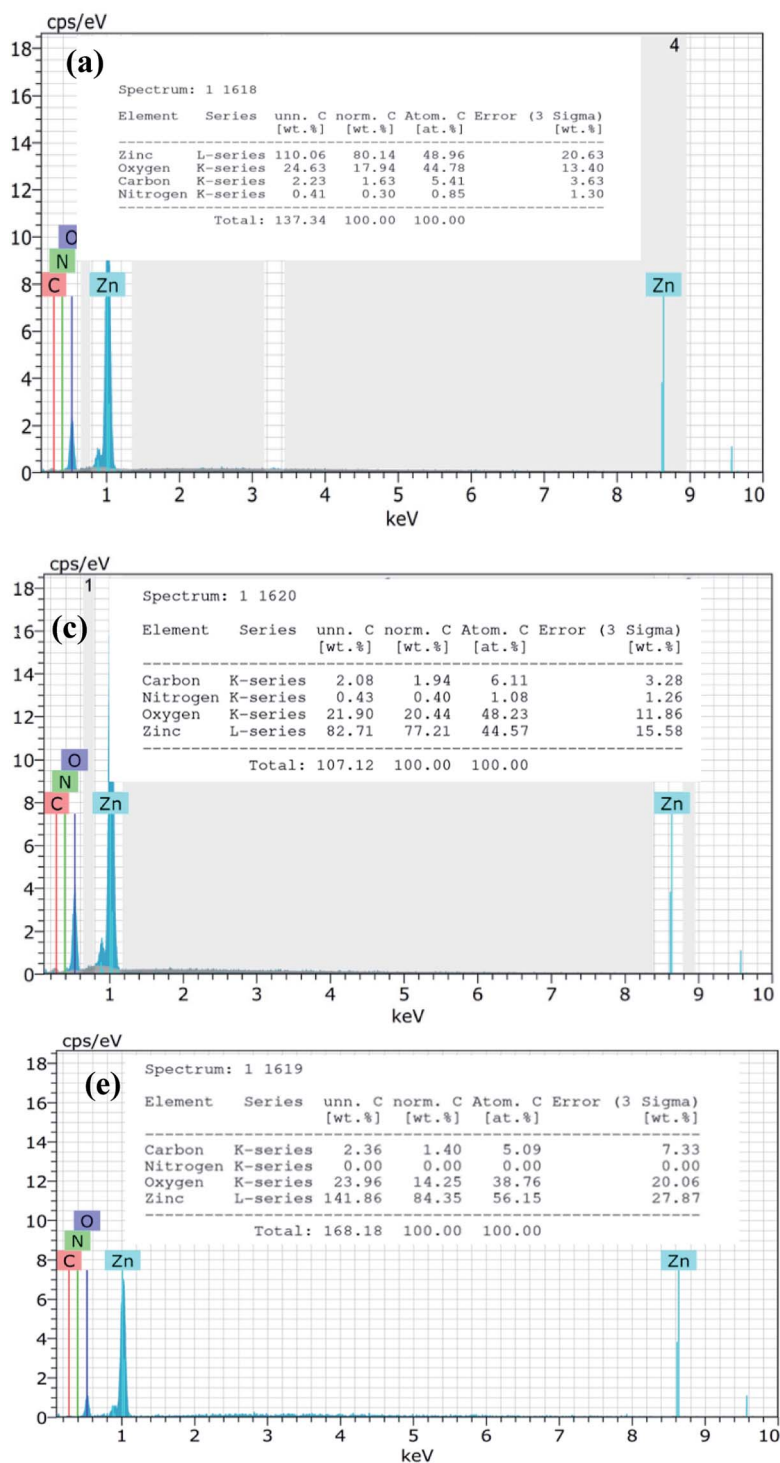 cps/eV
18
(a)
4
Spectrum: 1 1618
16
Element Series unn. C norm. C Atom. C Error (3 Sigma)
[wt.%] [wt.%] [at.%] [wt.%]
14
Zinc L-series 110.06 80.14 48.96 20.63
Oxygen K-series 24.63 17.94 44.78 13.40
Carbon K-series 2.23 1.63 5.41 3.63
Nitrogen K-series 0.41 0.30 0.85 1.30
12
Total: 137.34 100.00 100.00
10
O
N
8
C Zn Zn
6
4
2
0
1 2 3 4 5 6 7 8 9 10
keV
cps/eV
18
1
Spectrum: 1 1620
(c)
16
Element Series unn. C norm. C Atom. C Error (3 Sigma)
[wt.%] [wt.%] [at.%] [wt.%]
14
Carbon K-series 2.08 1.94 6.11 3.28
Nitrogen K-series 0.43 0.40 1.08 1.26
Oxygen K-series 21.90 20.44 48.23 11.86
Zinc L-series 82.71 77.21 44.57 15.58
12
Total: 107.12 100.00 100.00
10
O
N
8
C Zn Zn
6
4
2
0
1 2 3 4 5 6 7 8 9 10
keV
cps/eV
18
Spectrum: 1 1619
(e)
16
Element Series unn. C norm. C Atom. C Error (3 Sigma)
[wt.%] [wt.%] [at.%] [wt.%]
14
Carbon K-series 2.36 1.40 5.09 7.33
Nitrogen K-series 0.00 0.00 0.00 0.00
Oxygen K-series 23.96 14.25 38.76 20.06
Zinc L-series 141.86 84.35 56.15 27.87
12
Total: 168.18 100.00 100.00
10
O
N
8
C Zn Zn
6
4
2
0
1 2 3 4 5 6 7 8 9 10
keV